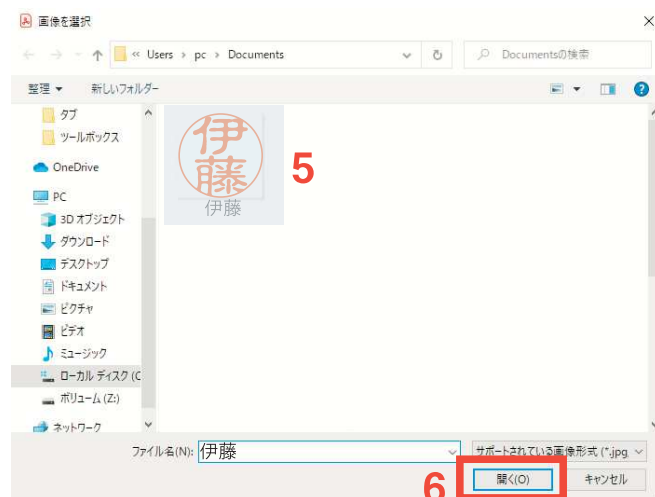 画像を選択
« Users › pc › Documents
Documentsの検索
整理 新しいフォルダー
タブ
ツールボックス
OneDrive
PC
3D オブジェクト
ダウンロード
デスクトップ
ドキュメント
ピクチャ
ビデオ
ミュージック
ローカル ディスク (C
ボリューム (Z:)
ネットワーク
伊藤
伊藤
5
ファイル名(N): 伊藤
サポートされている画像形式 (*.jpg,
6
開く(O) キャンセル